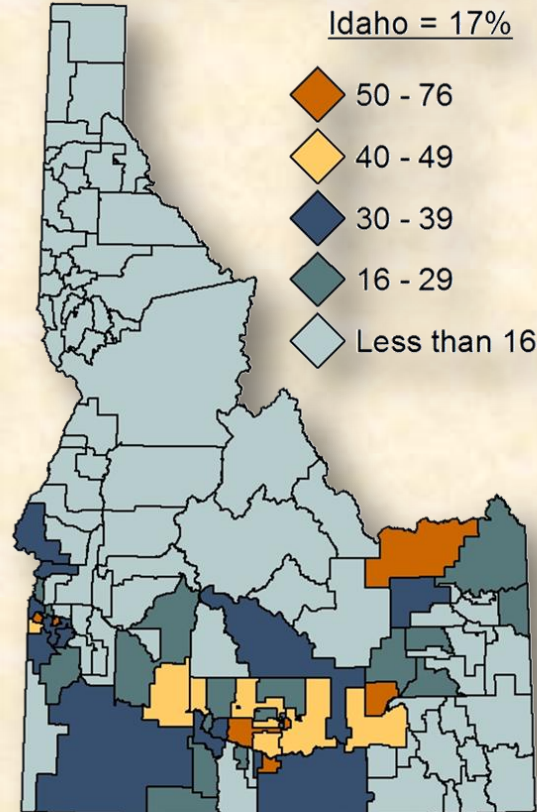 Idaho = 17%
50 - 76
40 - 49
30 - 39
16 - 29
Less than 16